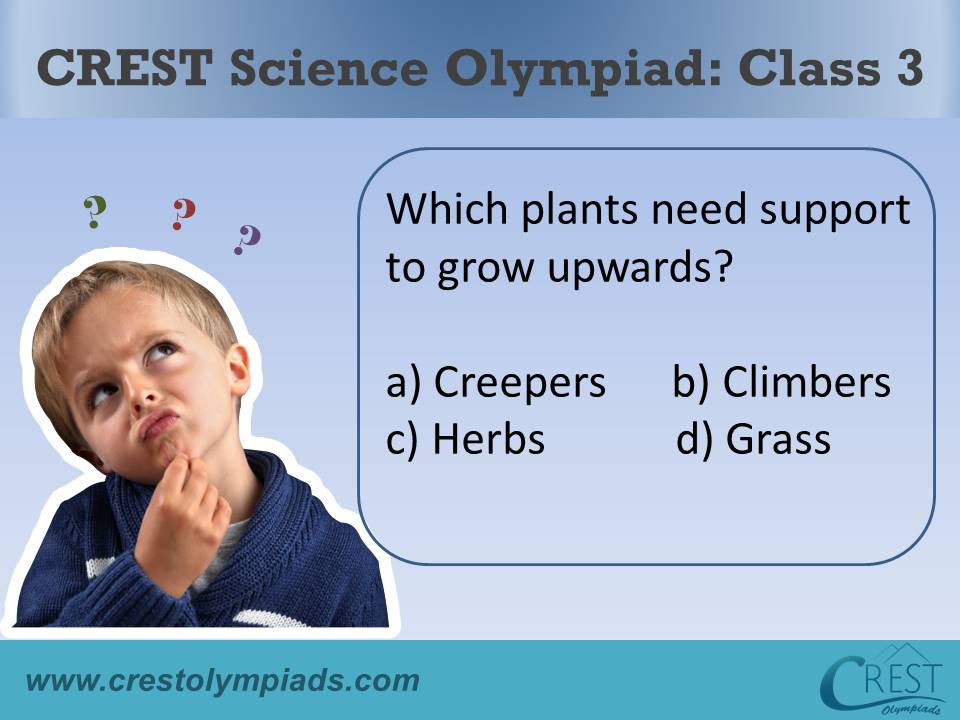 CREST Science Olympiad: Class 3
? ? ?
Which plants need support
to grow upwards?
a) Creepers b) Climbers
c) Herbs d) Grass
www.crestolympiads.com
CREST
Olympiads